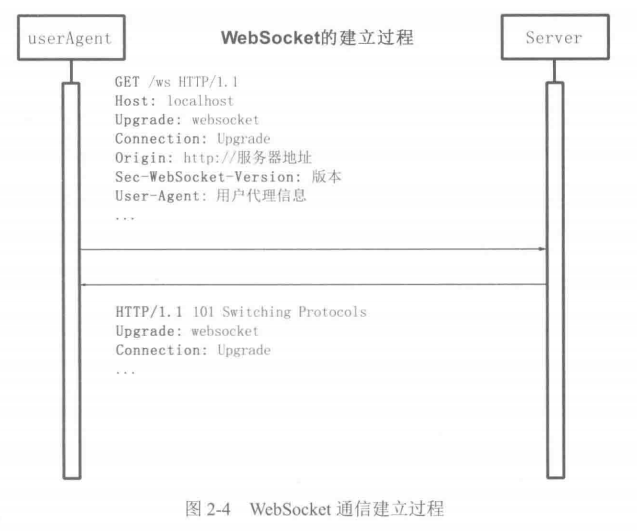 userAgent
WebSocket的建立过程
Server
GET /ws HTTP/1.1
Host: localhost
Upgrade: websocket
Connection: Upgrade
Origin: http://服务器地址
Sec-WebSocket-Version: 版本
User-Agent: 用户代理信息
...
HTTP/1.1 101 Switching Protocols
Upgrade: websocket
Connection: Upgrade
...
图 2-4 WebSocket 通信建立过程